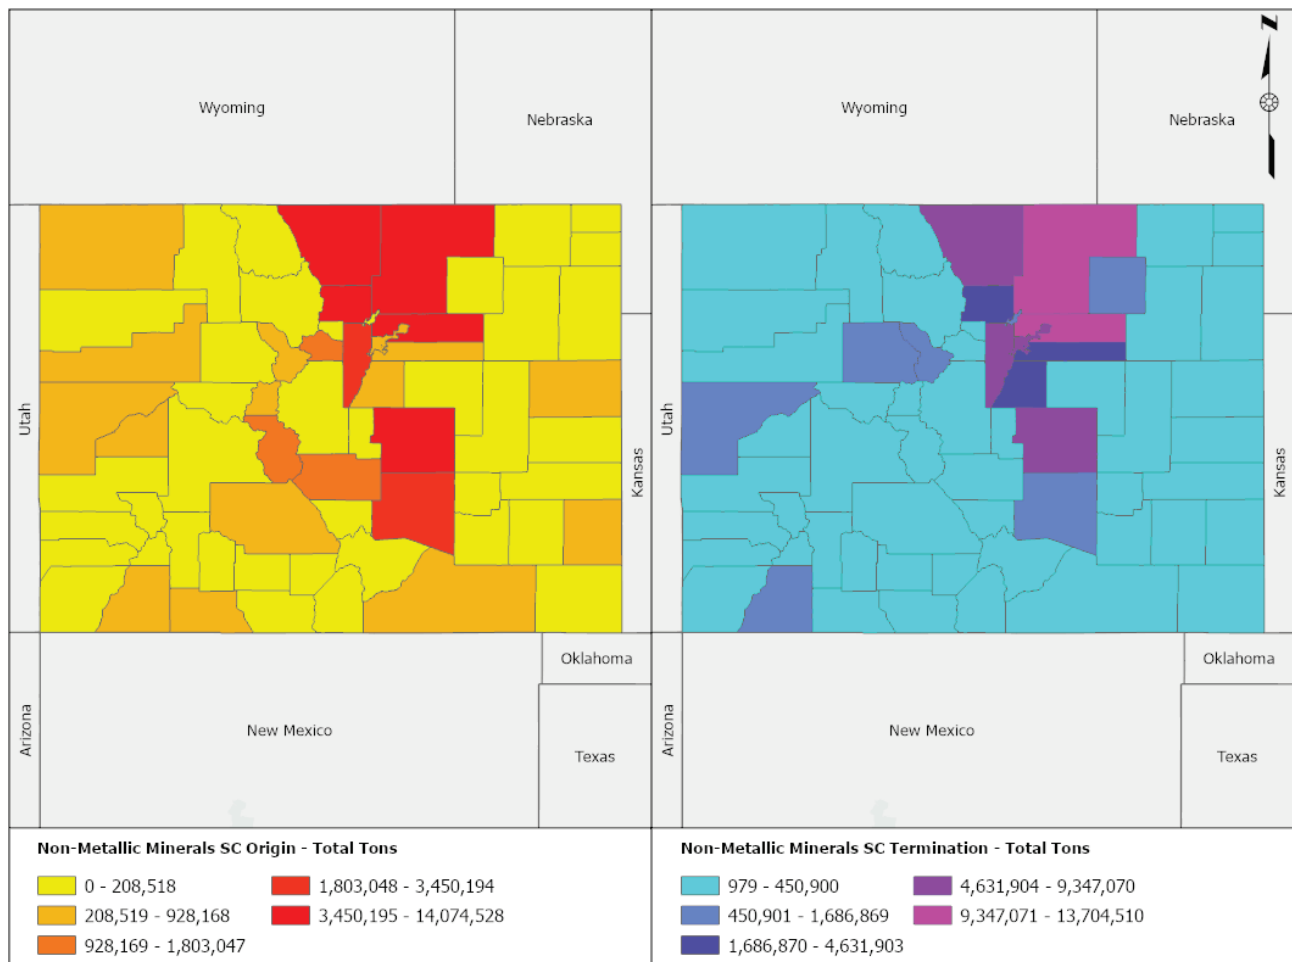 Wyoming
Nebraska
Utah
Kansas
Arizona
New Mexico
Oklahoma
Texas
Non-Metallic Minerals SC Origin - Total Tons
0 - 208,518
208,519 - 928,168
928,169 - 1,803,047
1,803,048 - 3,450,194
3,450,195 - 14,074,528
Z
Wyoming
Nebraska
Utah
Kansas
Arizona
New Mexico
Oklahoma
Texas
Non-Metallic Minerals SC Termination - Total Tons
979 - 450,900
450,901 - 1,686,869
1,686,870 - 4,631,903
4,631,904 - 9,347,070
9,347,071 - 13,704,510